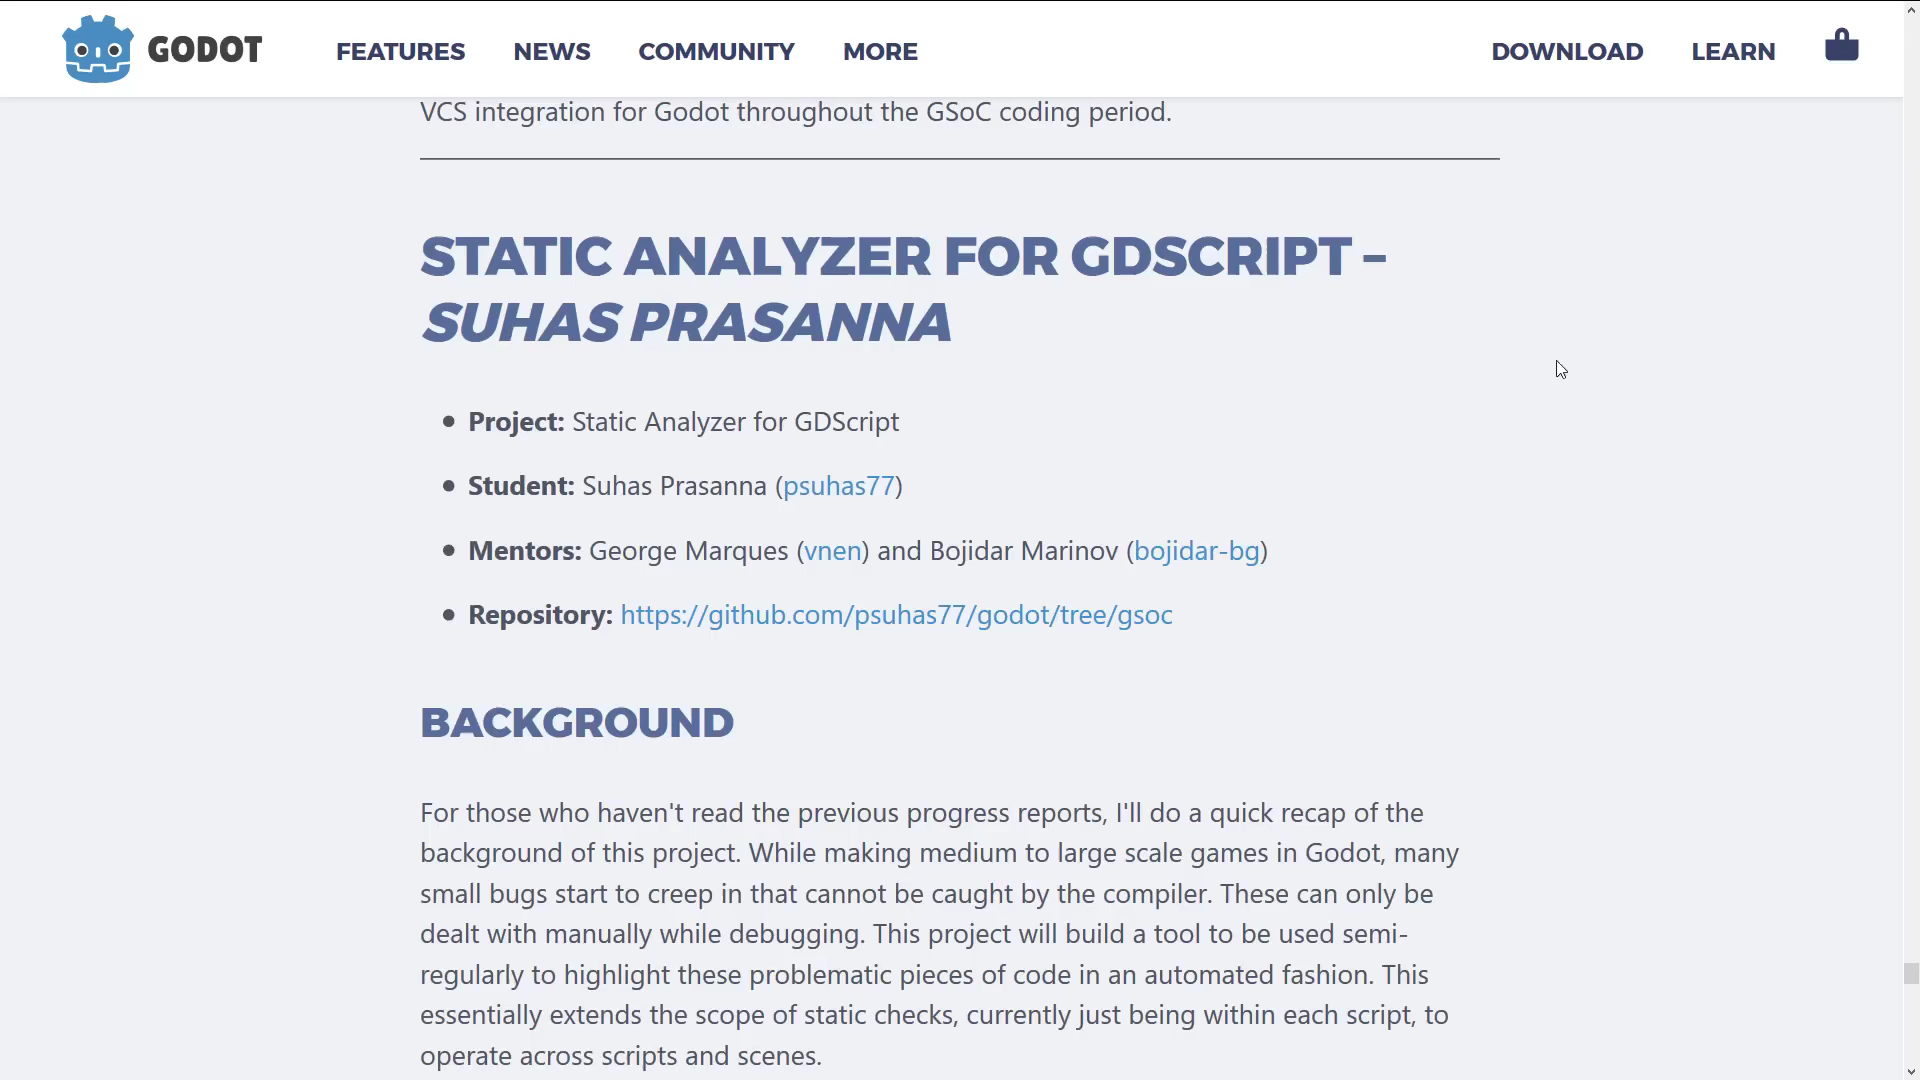 GODOT FEATURES NEWS COMMUNITY MORE DOWNLOAD LEARN
VCS integration for Godot throughout the GSoC coding period.
STATIC ANALYZER FOR GDSCRIPT –
SUHAS PRASANNA
Project: Static Analyzer for GDScript
Student: Suhas Prasanna (psuhas77)
Mentors: George Marques (vnen) and Bojidar Marinov (bojidar-bg)
Repository: https://github.com/psuhas77/godot/tree/gsoc
BACKGROUND
For those who haven't read the previous progress reports, I'll do a quick recap of the
background of this project. While making medium to large scale games in Godot, many
small bugs start to creep in that cannot be caught by the compiler. These can only be
dealt with manually while debugging. This project will build a tool to be used semi-
regularly to highlight these problematic pieces of code in an automated fashion. This
essentially extends the scope of static checks, currently just being within each script, to
operate across scripts and scenes.